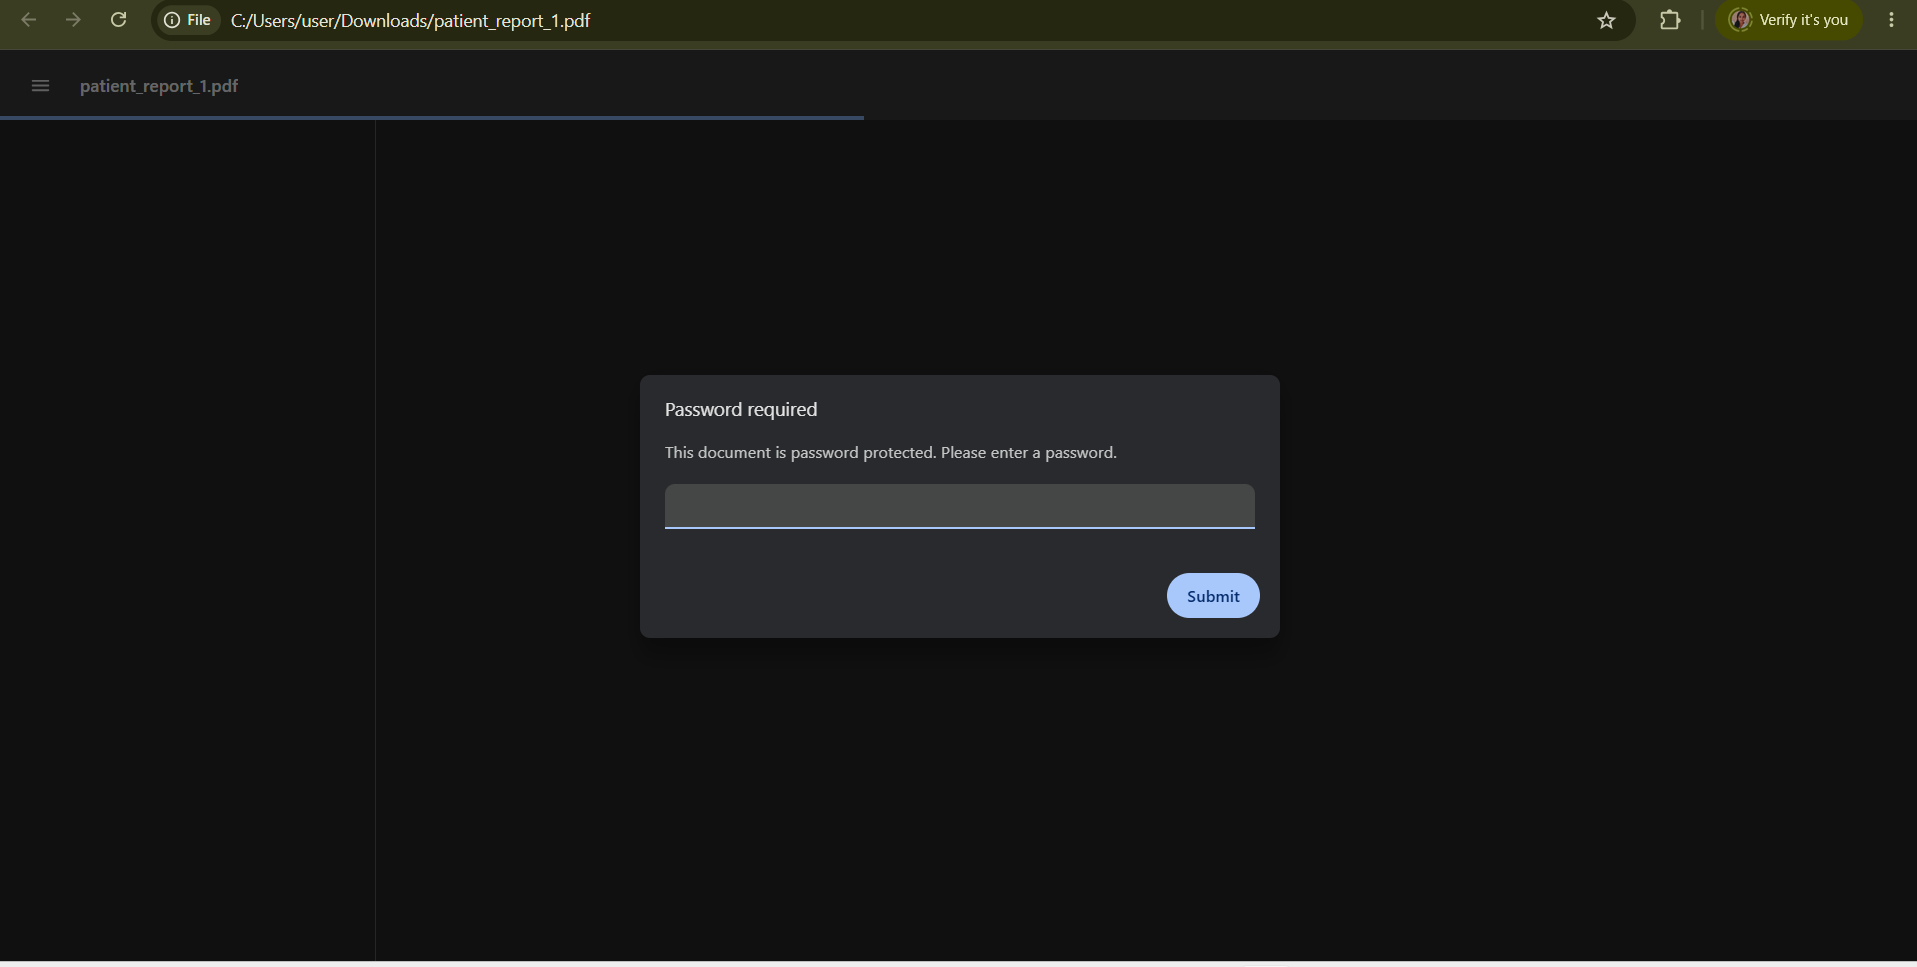 File C:/Users/user/Downloads/patient_report_1.pdf Verify it's you
patient_report_1.pdf
Password required
This document is password protected. Please enter a password.
Submit